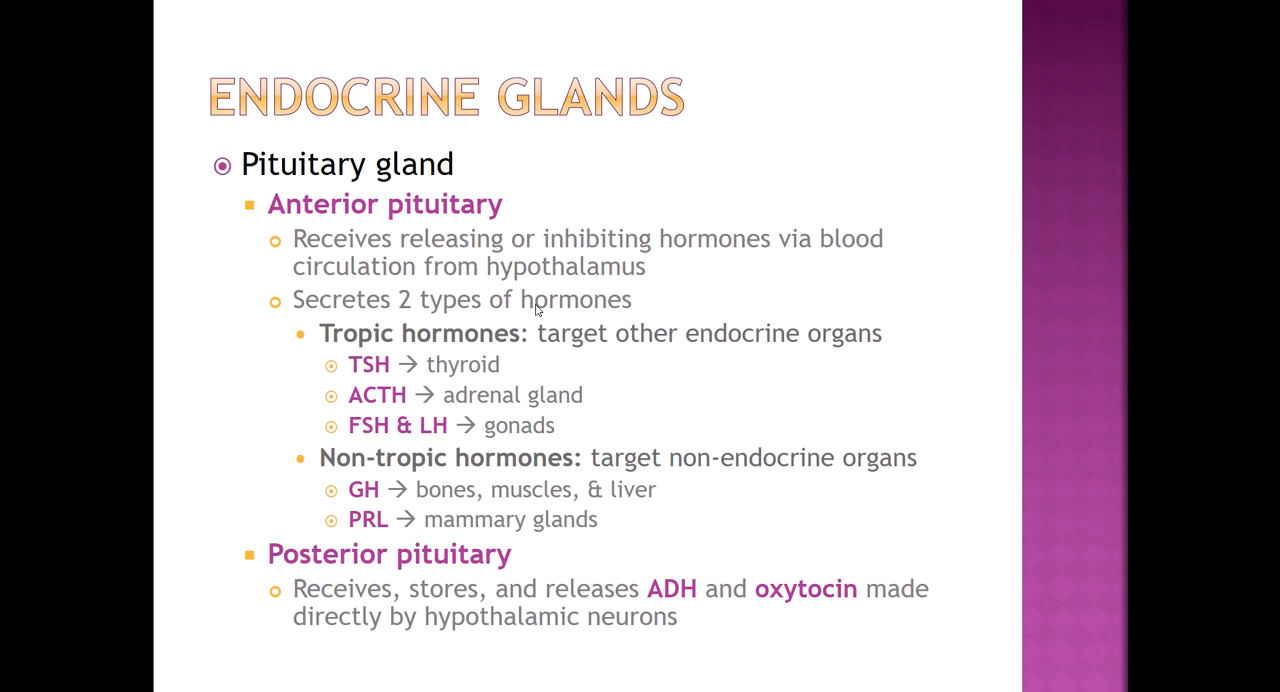 ENDOCRINE GLANDS
Pituitary gland
Anterior pituitary
Receives releasing or inhibiting hormones via blood
circulation from hypothalamus
Secretes 2 types of hormones
Tropic hormones: target other endocrine organs
TSH → thyroid
ACTH → adrenal gland
FSH & LH → gonads
Non-tropic hormones: target non-endocrine organs
GH → bones, muscles, & liver
PRL → mammary glands
Posterior pituitary
Receives, stores, and releases ADH and oxytocin made
directly by hypothalamic neurons